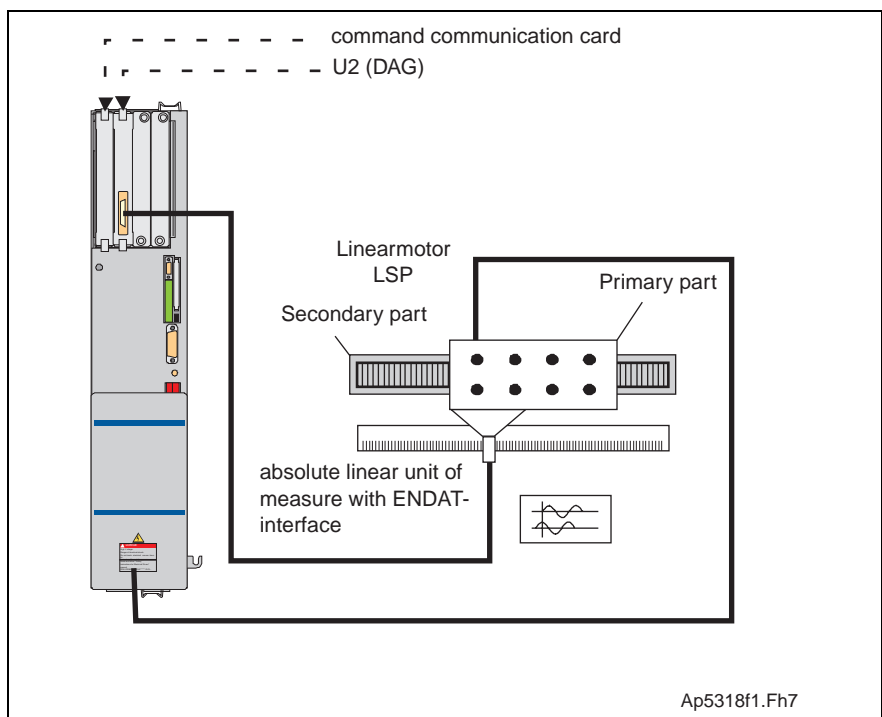 command communication card
U2 (DAG)
Linearmotor
LSP
Primary part
Secondary part
absolute linear unit of
measure with ENDAT-
interface
Ap5318f1.Fh7